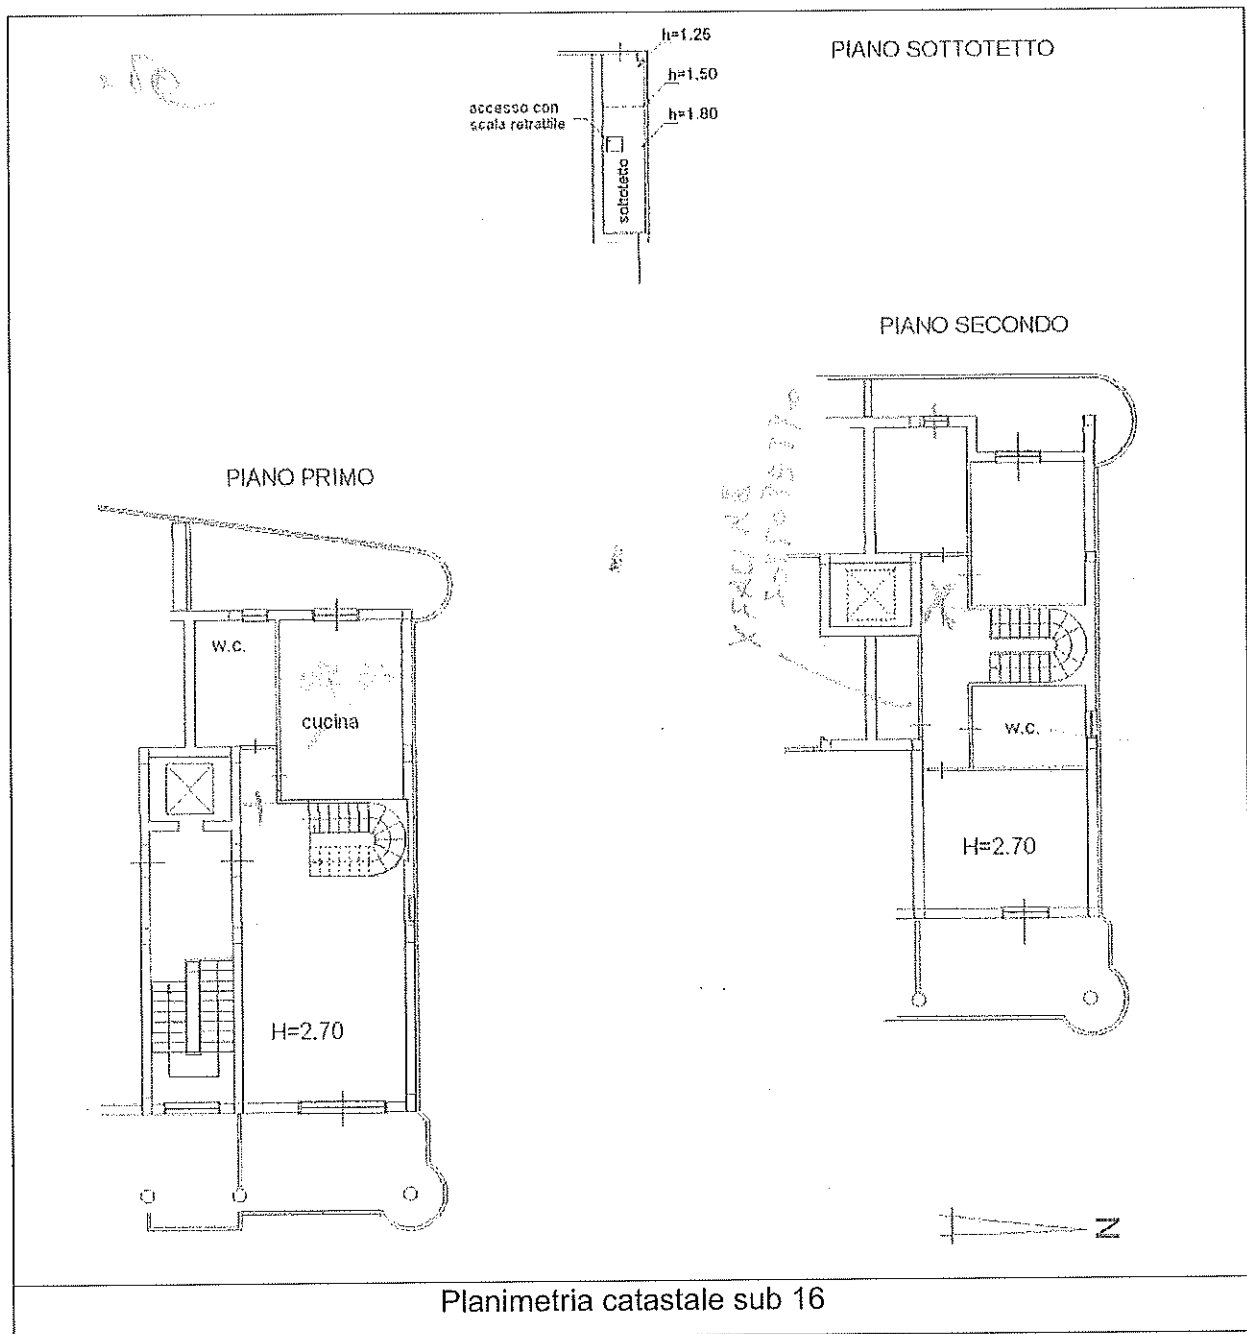 PIANO SOTTOTETTO
h=1.25
h=1.50
h=1.80
accesso con
scala retrattile
sottotetto
PIANO SECONDO
w.c.
H=2.70
PIANO PRIMO
w.c.
cucina
H=2.70
N
Planimetria catastale sub 16